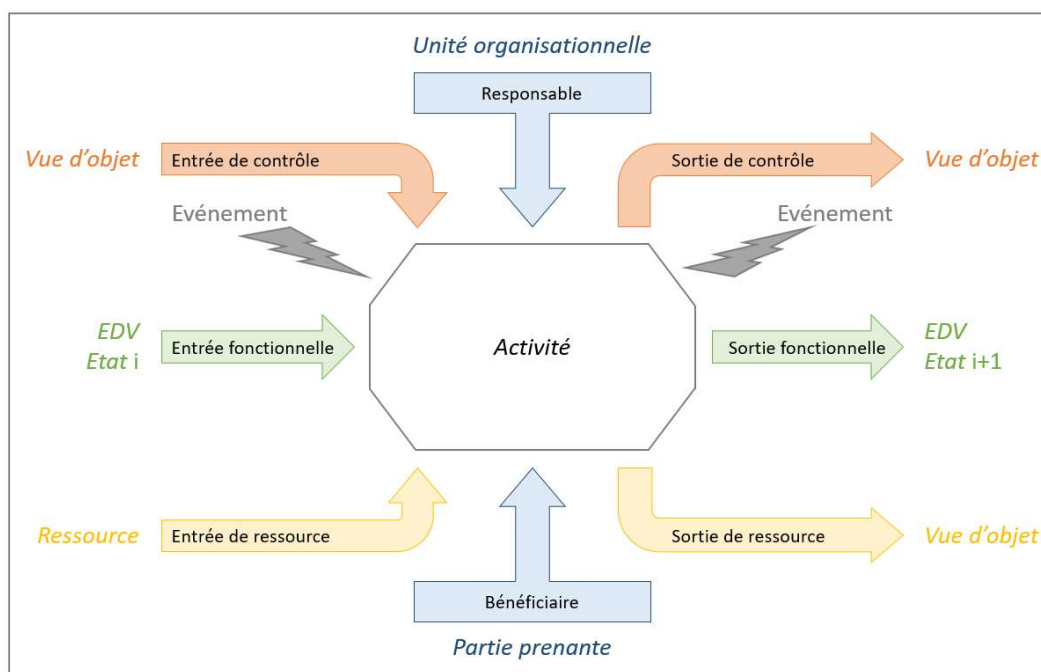 Unité organisationnelle
Responsable
Vue d'objet
Entrée de contrôle
Sortie de contrôle
Vue d'objet
Evénement
Evénement
EDV
Etat i
Entrée fonctionnelle
Activité
Sortie fonctionnelle
EDV
Etat i+1
Ressource
Entrée de ressource
Sortie de ressource
Vue d'objet
Bénéficiaire
Partie prenante